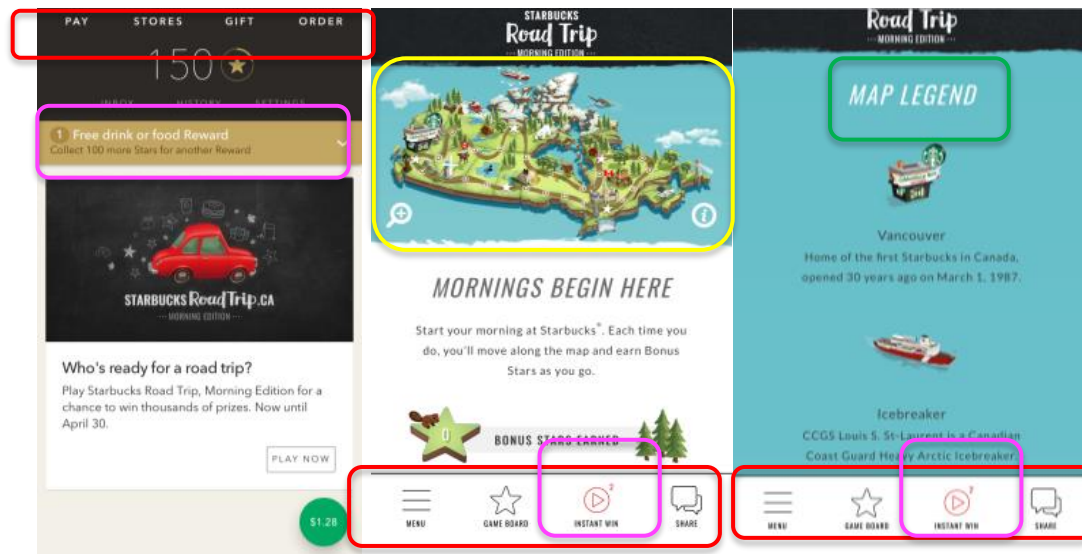 PAY STORES GIFT ORDER
150
INBOX HISTORY SETTINGS
1 Free drink or food Reward
Collect 100 more Stars for another Reward
STARBUCKS Road Trip.CA
MORNING EDITION
Who's ready for a road trip?
Play Starbucks Road Trip, Morning Edition for a
chance to win thousands of prizes. Now until
April 30.
PLAY NOW
$1.28
STARBUCKS
Road Trip
MORNING EDITION
i
MORNINGS BEGIN HERE
Start your morning at Starbucks®. Each time you
do, you'll move along the map and earn Bonus
Stars as you go.
0 BONUS STARS EARNED
2
MENU GAME BOARD INSTANT WIN SHARE
Road Trip
MORNING EDITION
MAP LEGEND
Vancouver
Home of the first Starbucks in Canada,
opened 30 years ago on March 1, 1987.
Icebreaker
CCGS Louis S. St-Laurent is a Canadian
Coast Guard Heavy Arctic Icebreaker.
MENU GAME BOARD INSTANT WIN SHARE